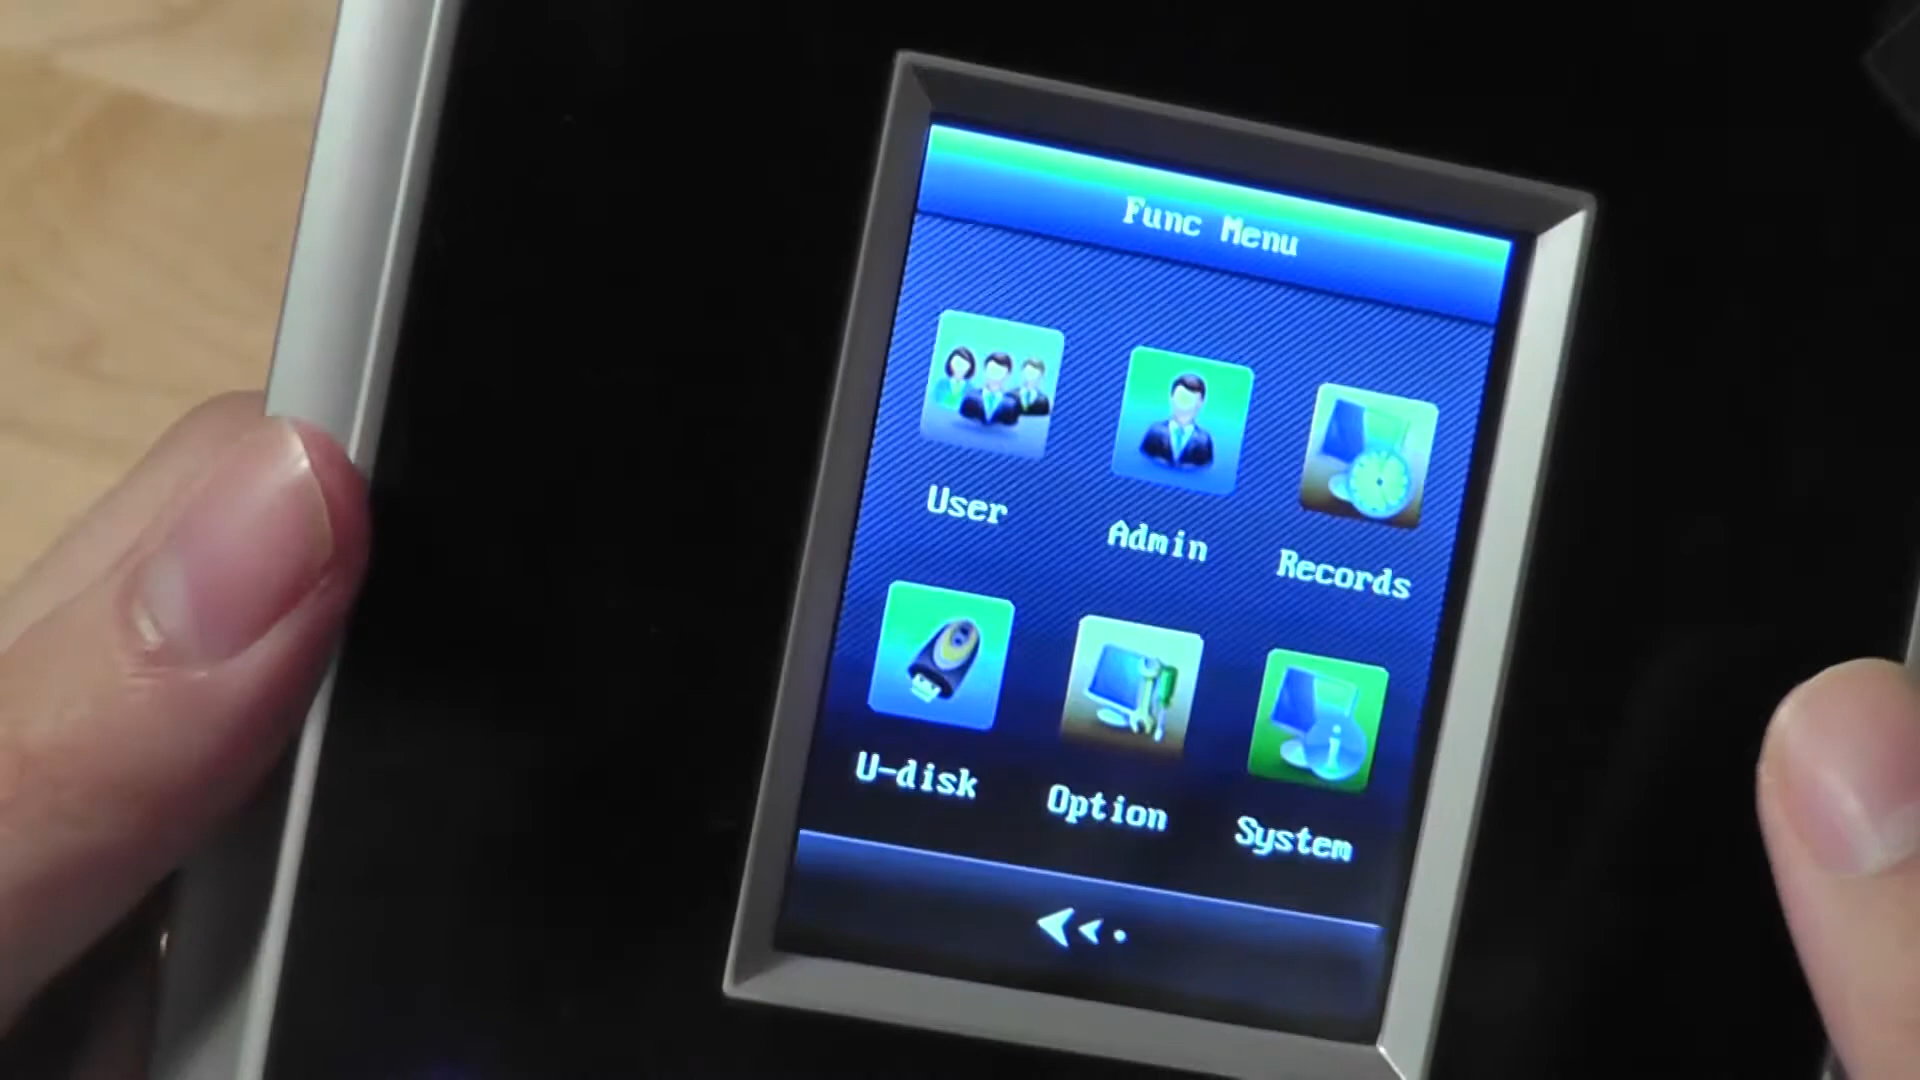 Func Menu
User
Admin
Records
U-disk
Option
System